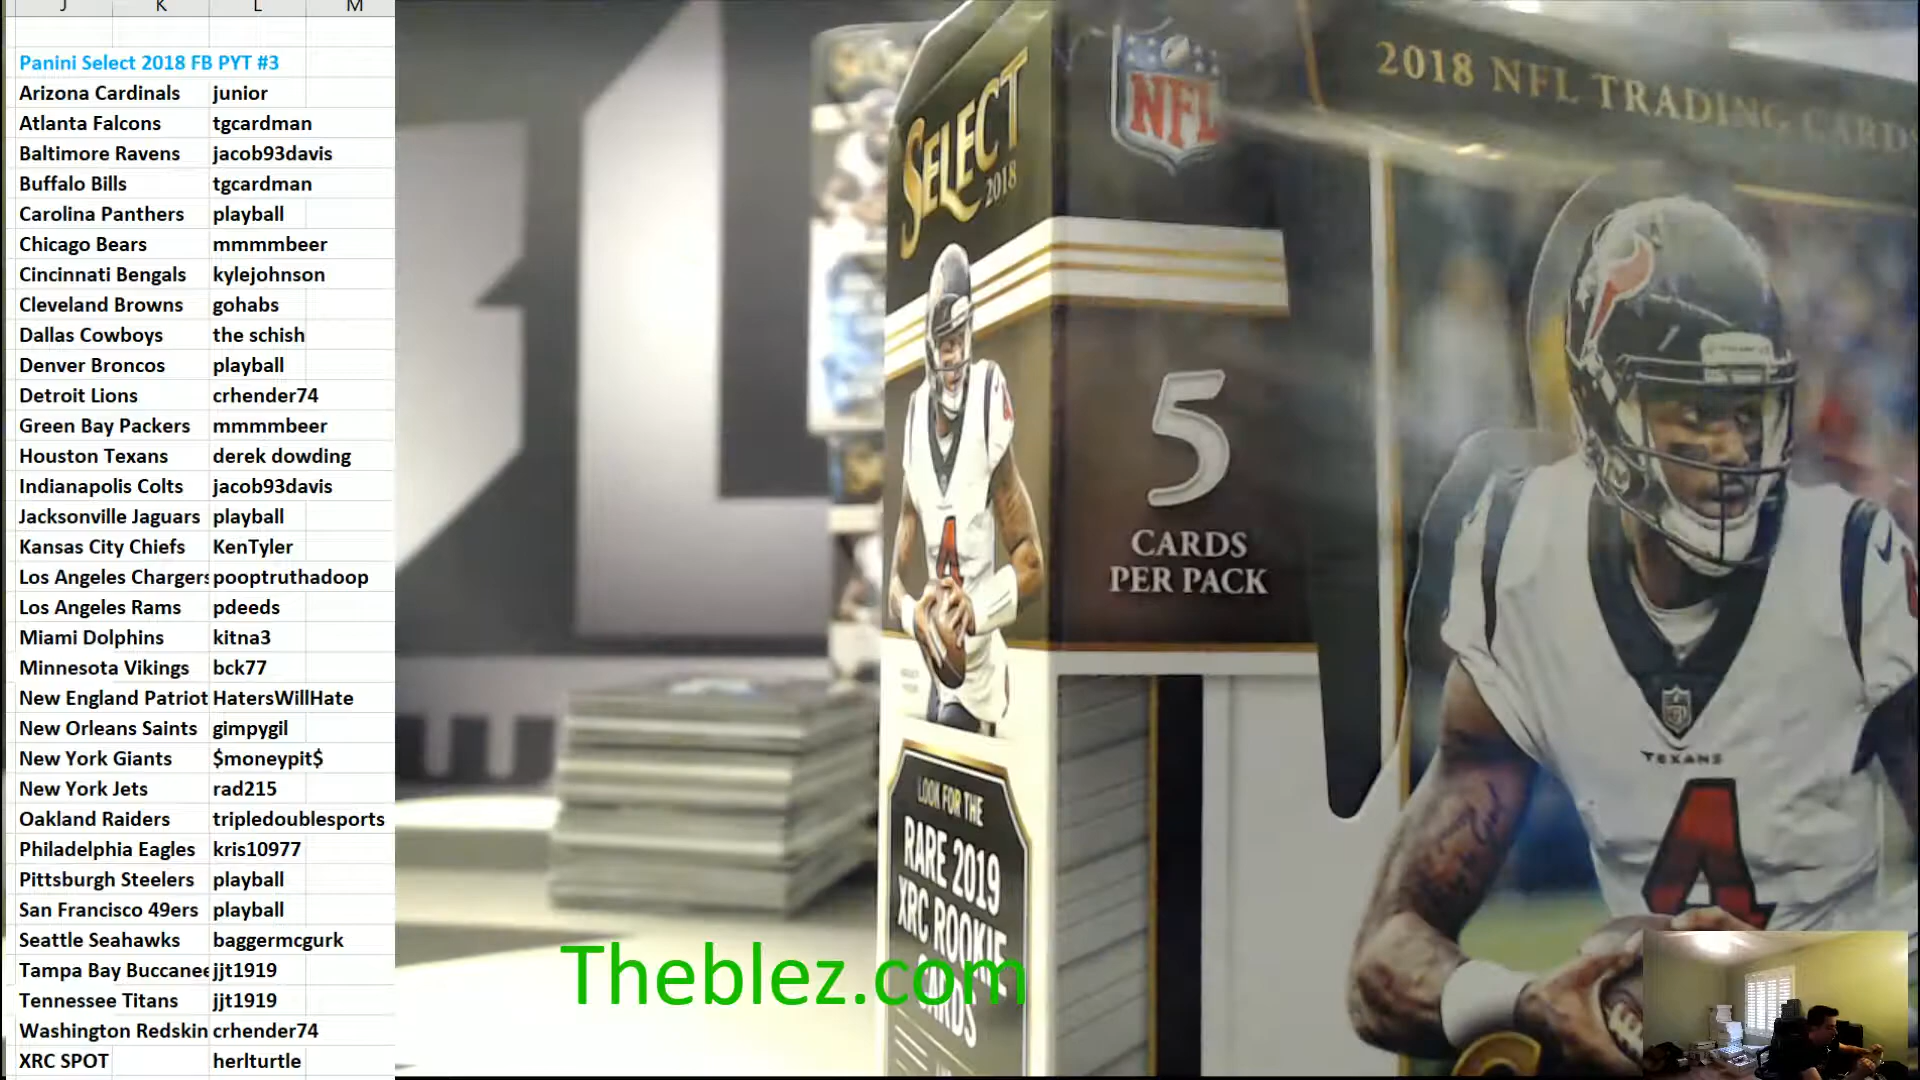 J K L M
Panini Select 2018 FB PYT #3
Arizona Cardinals junior
Atlanta Falcons tgcardman
Baltimore Ravens jacob93davis
Buffalo Bills tgcardman
Carolina Panthers playball
Chicago Bears mmmmbeer
Cincinnati Bengals kylejohnson
Cleveland Browns gohabs
Dallas Cowboys the schish
Denver Broncos playball
Detroit Lions crhender74
Green Bay Packers mmmmbeer
Houston Texans derek dowding
Indianapolis Colts jacob93davis
Jacksonville Jaguars playball
Kansas City Chiefs KenTyler
Los Angeles Chargers pooptruthadoop
Los Angeles Rams pdeeds
Miami Dolphins kitna3
Minnesota Vikings bck77
New England Patriot HatersWillHate
New Orleans Saints gimpygil
New York Giants $moneypit$
New York Jets rad215
Oakland Raiders tripledoublesports
Philadelphia Eagles kris10977
Pittsburgh Steelers playball
San Francisco 49ers playball
Seattle Seahawks baggermcgurk
Tampa Bay Buccanee jjt1919
Tennessee Titans jjt1919
Washington Redskin crhender74
XRC SPOT herlturtle
SELECT
2018
NFL
2018 NFL TRADING CARDS
5
CARDS
PER PACK
TEXANS
4
4
LOOK FOR THE
RARE 2019
XRC ROOKIE
CARDS
Theblez.com